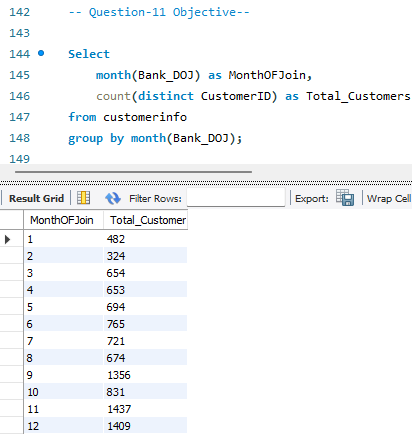 142 -- Question-11 Objective--
143
144 Select
145 month(Bank_DOJ) as MonthOFJoin,
146 count(distinct CustomerID) as Total_Customers
147 from customerinfo
148 group by month(Bank_DOJ);
149
Result Grid Filter Rows: Export: Wrap Cel
MonthOFJoin Total_Customer
1 482
2 324
3 654
4 653
5 694
6 765
7 721
8 674
9 1356
10 831
11 1437
12 1409